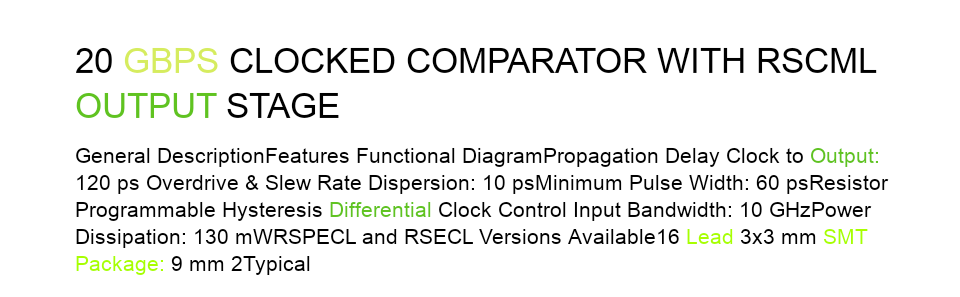 20 GBPS CLOCKED COMPARATOR WITH RSCML
OUTPUT STAGE
General DescriptionFeatures Functional DiagramPropagation Delay Clock to Output:
120 ps Overdrive & Slew Rate Dispersion: 10 psMinimum Pulse Width: 60 psResistor
Programmable Hysteresis Differential Clock Control Input Bandwidth: 10 GHzPower
Dissipation: 130 mWRSPECL and RSECL Versions Available16 Lead 3x3 mm SMT
Package: 9 mm 2Typical